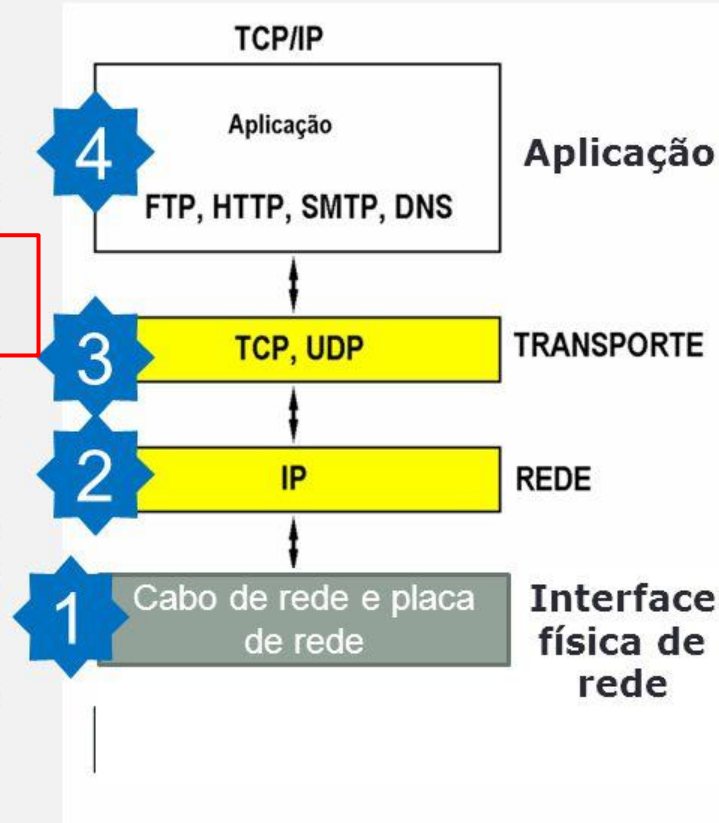 TCP/IP
4
Aplicação
FTP, HTTP, SMTP, DNS
Aplicação
3
TCP, UDP
TRANSPORTE
2
IP
REDE
1
Cabo de rede e placa
de rede
Interface
física de
rede